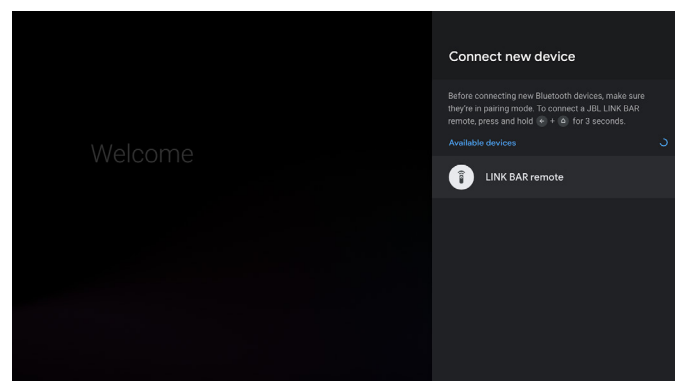 Connect new device
Before connecting new Bluetooth devices, make sure
they're in pairing mode. To connect a JBL LINK BAR
remote, press and hold ← + ⌂ for 3 seconds.
Available devices
Welcome
LINK BAR remote